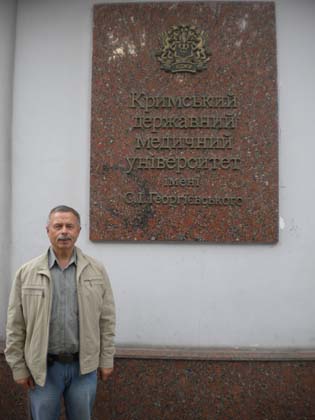 Кримський
державний
медичний
університет
імені
С.І.Георгієвського